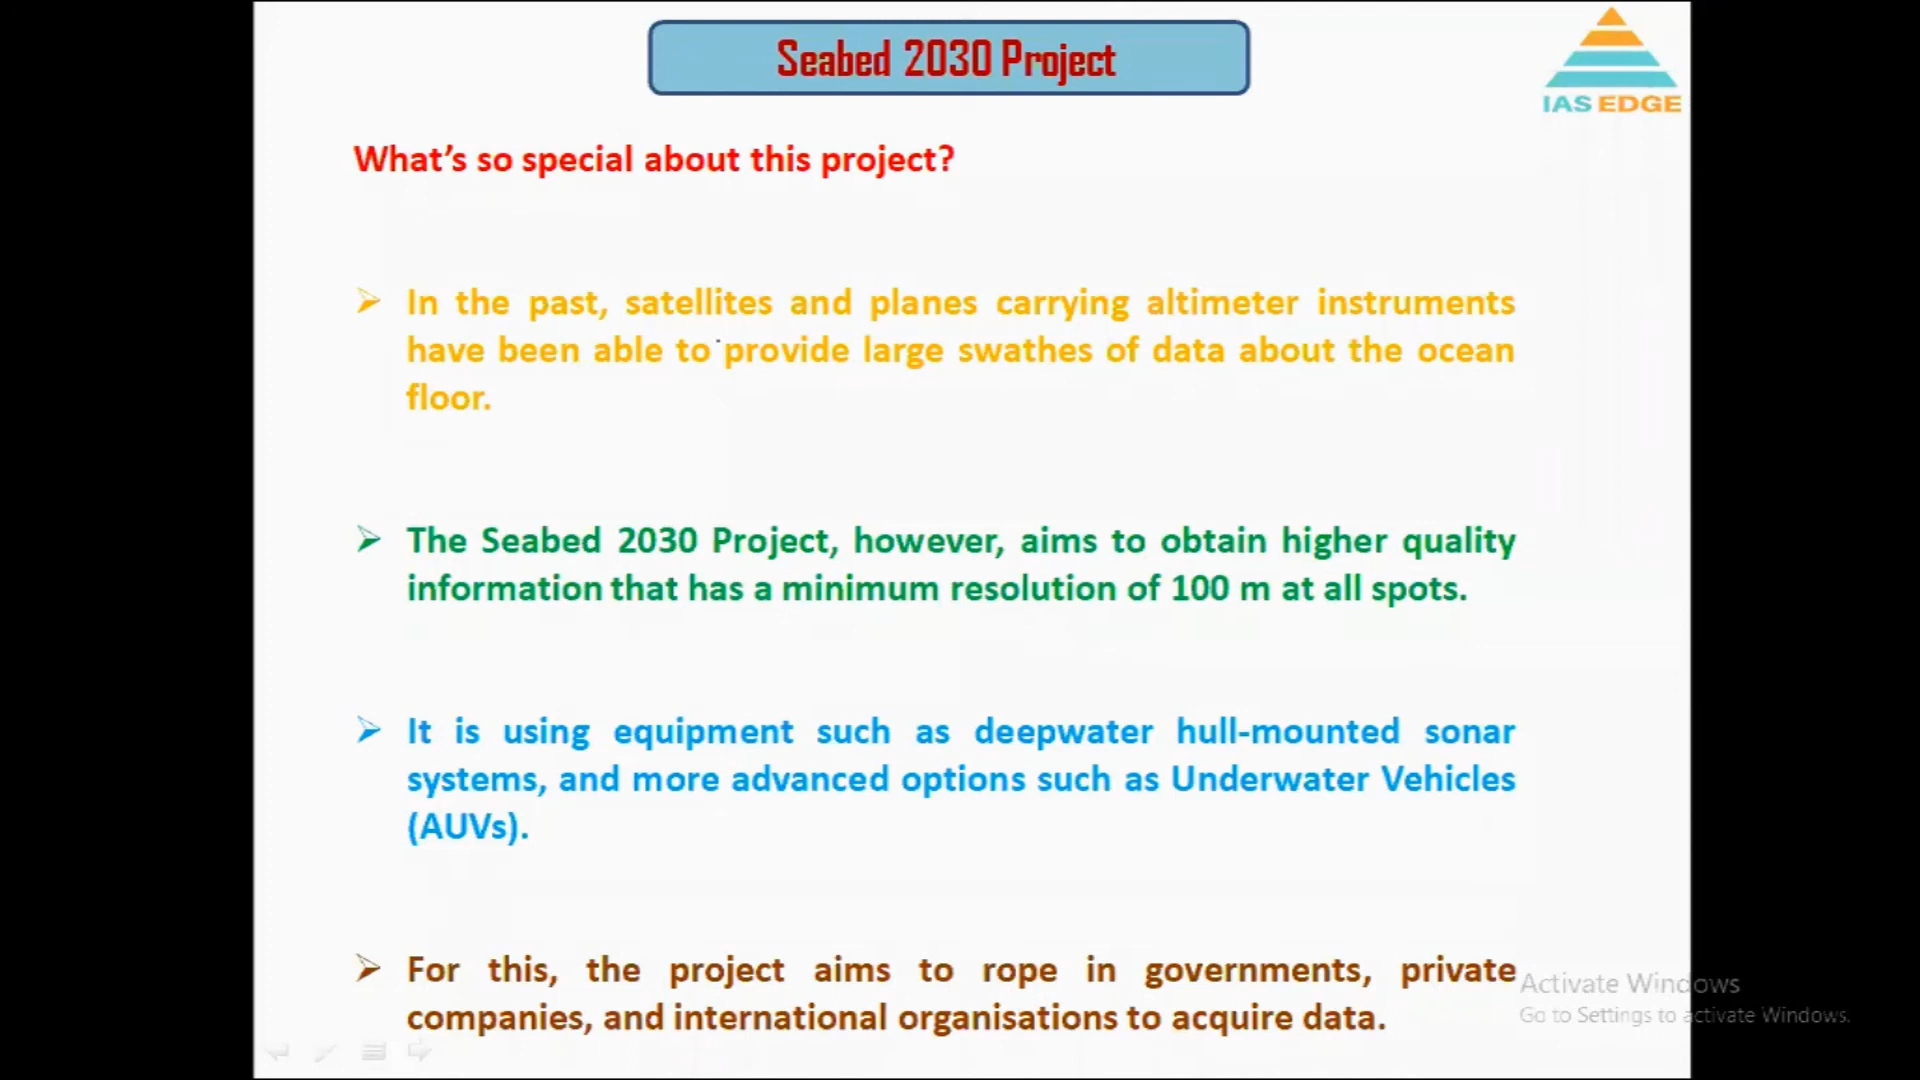 Seabed 2030 Project
IAS EDGE
What's so special about this project?
In the past, satellites and planes carrying altimeter instruments
have been able to provide large swathes of data about the ocean
floor.
The Seabed 2030 Project, however, aims to obtain higher quality
information that has a minimum resolution of 100 m at all spots.
It is using equipment such as deepwater hull-mounted sonar
systems, and more advanced options such as Underwater Vehicles
(AUVs).
For this, the project aims to rope in governments, private
companies, and international organisations to acquire data.
Activate Windows
Go to Settings to activate Windows.